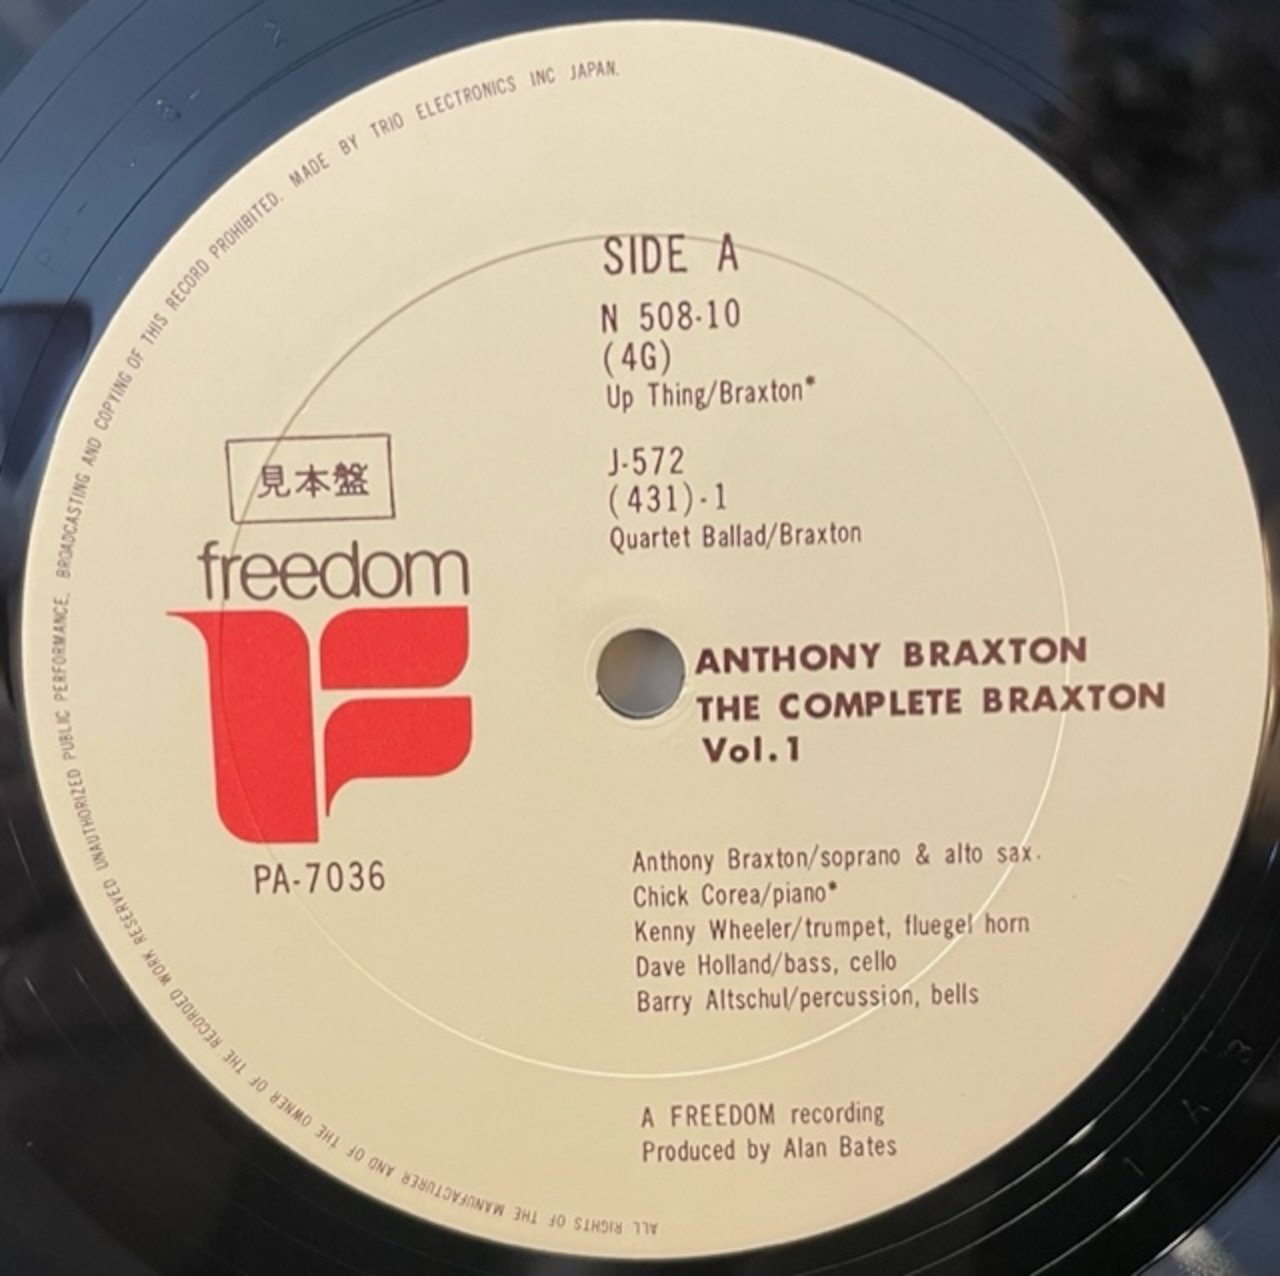 SIDE A
N 508-10
(4G)
Up Thing/Braxton*
J-572
(431)-1
Quartet Ballad/Braxton
見本盤
freedom
PA-7036
ANTHONY BRAXTON
THE COMPLETE BRAXTON
Vol.1
Anthony Braxton/soprano & alto sax.
Chick Corea/piano*
Kenny Wheeler/trumpet, fluegel horn
Dave Holland/bass, cello
Barry Altschul/percussion, bells
A FREEDOM recording
Produced by Alan Bates
ALL RIGHTS OF THE MANUFACTURER AND OF THE OWNER OF THE RECORDED WORK RESERVED UNAUTHORIZED PUBLIC PERFORMANCE. BROADCASTING AND COPYING OF THIS RECORD PROHIBITED. MADE BY TRIO ELECTRONICS INC JAPAN.